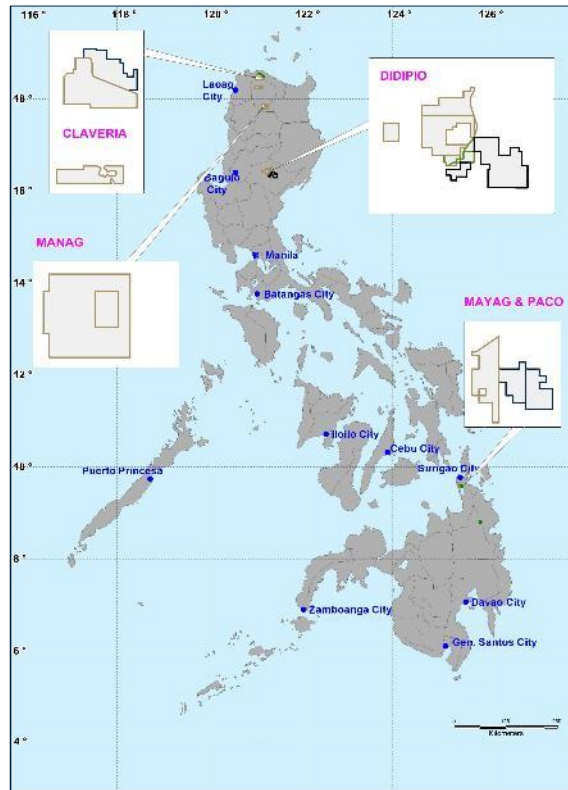 116 °
118 °
120 °
122 °
124 °
126 °
Laoag
City
DIDIPIO
18 °
CLAVERIA
Baguio
City
16 °
MANAG
Manila
14 °
Batangas City
MAYAG & PACO
12 °
Iloilo City
Cebu City
Surigao City
10 °
Puerto Princesa
8 °
Davao City
Zamboanga City
Gen. Santos City
6 °
4 °
0
Kilometers